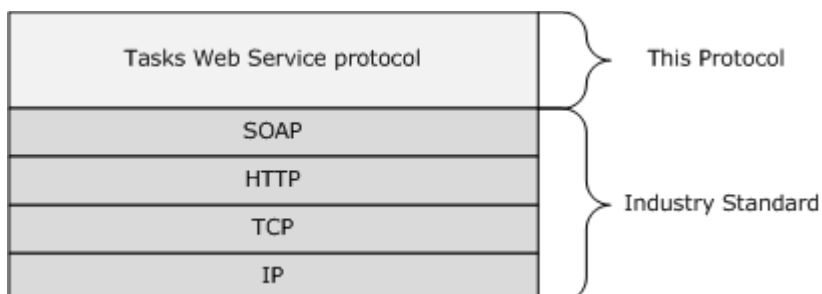 Tasks Web Service protocol
This Protocol
SOAP
HTTP
Industry Standard
TCP
IP